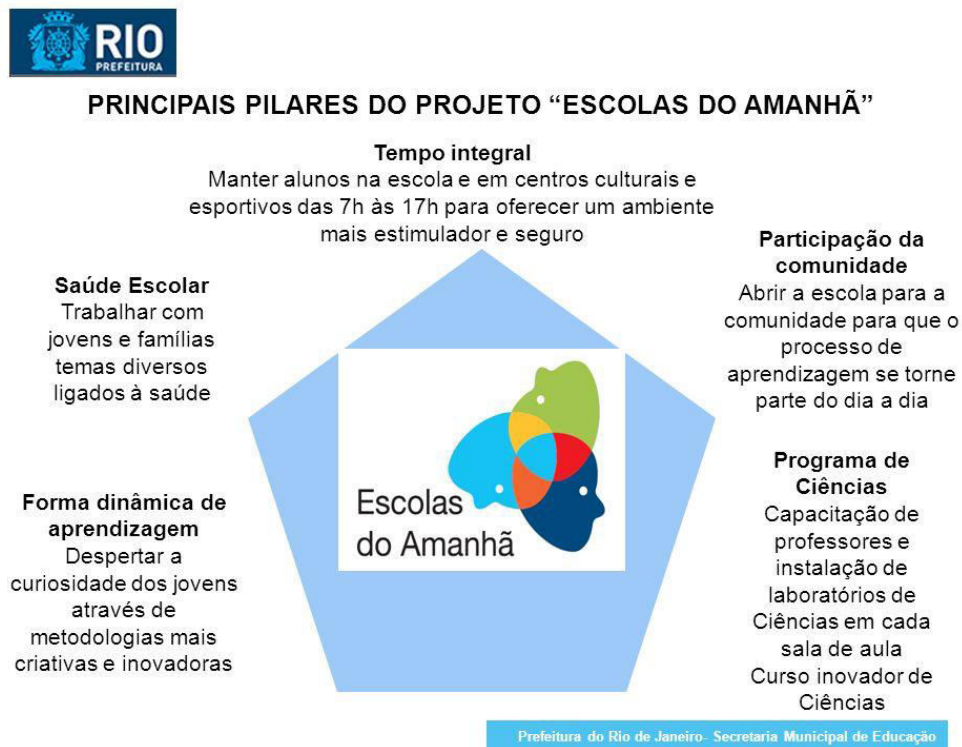 RIO
PREFEITURA
PRINCIPAIS PILARES DO PROJETO “ESCOLAS DO AMANHÔ
Tempo integral
Manter alunos na escola e em centros culturais e
esportivos das 7h às 17h para oferecer um ambiente
mais estimulador e seguro
Participação da
comunidade
Abrir a escola para a
comunidade para que o
processo de
aprendizagem se torne
parte do dia a dia
Saúde Escolar
Trabalhar com
jovens e famílias
temas diversos
ligados à saúde
Escolas
do Amanhã
Programa de
Ciências
Capacitação de
professores e
instalação de
laboratórios de
Ciências em cada
sala de aula
Curso inovador de
Ciências
Forma dinâmica de
aprendizagem
Despertar a
curiosidade dos jovens
através de
metodologias mais
criativas e inovadoras
Prefeitura do Rio de Janeiro- Secretaria Municipal de Educação